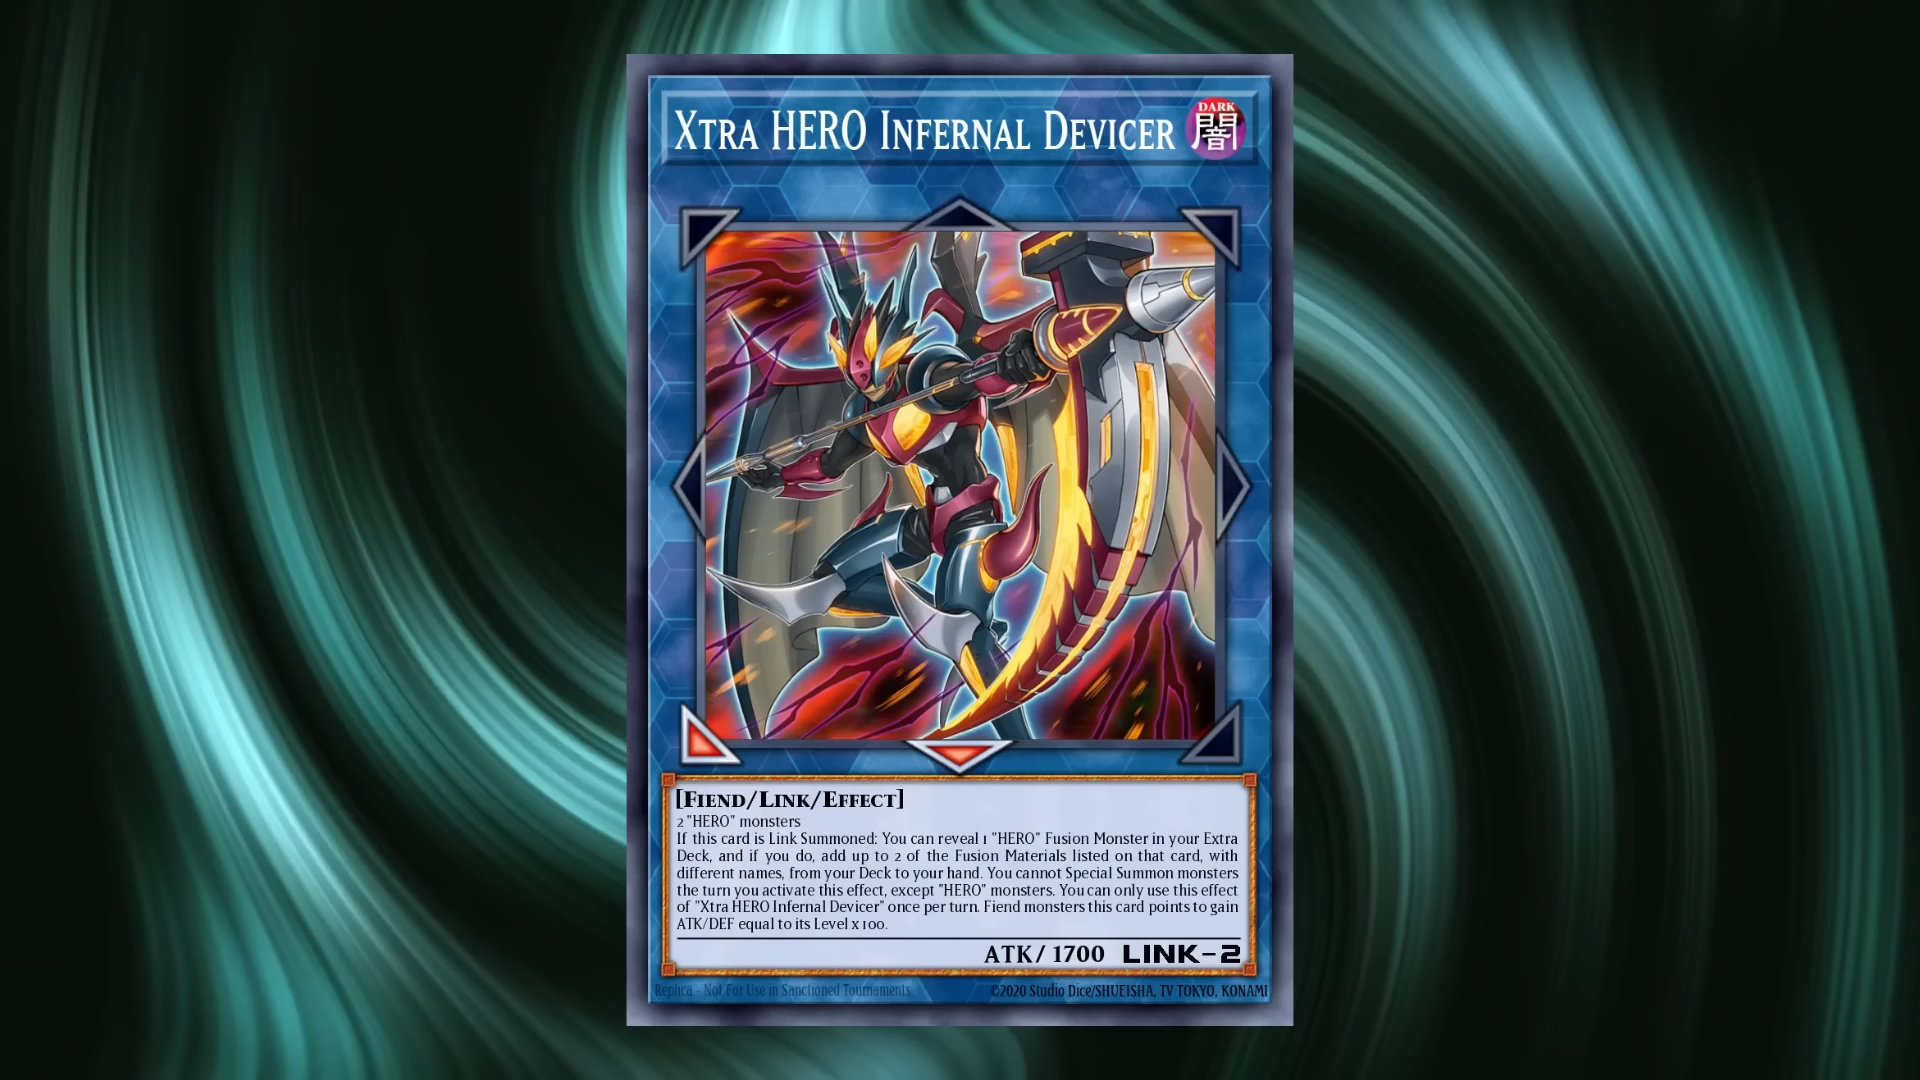 Xtra HERO Infernal Devicer
DARK
闇
[Fiend/Link/Effect]
2 "HERO" monsters
If this card is Link Summoned: You can reveal 1 "HERO" Fusion Monster in your Extra
Deck, and if you do, add up to 2 of the Fusion Materials listed on that card, with
different names, from your Deck to your hand. You cannot Special Summon monsters
the turn you activate this effect, except "HERO" monsters. You can only use this effect
of "Xtra HERO Infernal Devicer" once per turn. Fiend monsters this card points to gain
ATK/DEF equal to its Level x 100.
ATK/ 1700 LINK-2
Replica - Not For Use in Sanctioned Tournaments ©2020 Studio Dice/SHUEISHA, TV TOKYO, KONAMI